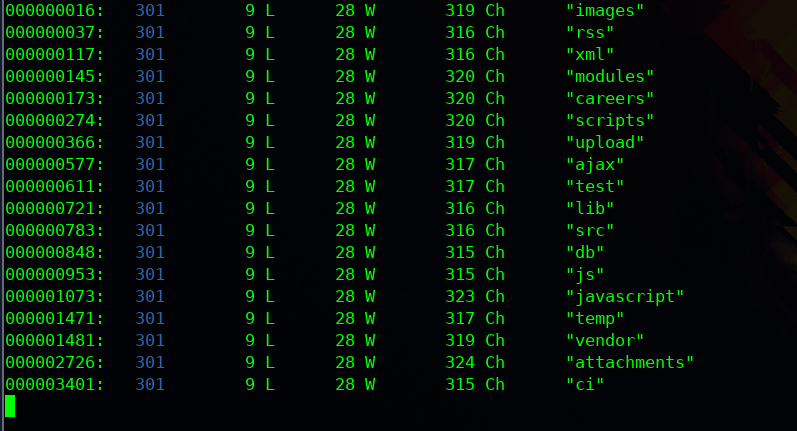 000000016: 301 9 L 28 W 319 Ch "images"
000000037: 301 9 L 28 W 316 Ch "rss"
000000117: 301 9 L 28 W 316 Ch "xml"
000000145: 301 9 L 28 W 320 Ch "modules"
000000173: 301 9 L 28 W 320 Ch "careers"
000000274: 301 9 L 28 W 320 Ch "scripts"
000000366: 301 9 L 28 W 319 Ch "upload"
000000577: 301 9 L 28 W 317 Ch "ajax"
000000611: 301 9 L 28 W 317 Ch "test"
000000721: 301 9 L 28 W 316 Ch "lib"
000000783: 301 9 L 28 W 316 Ch "src"
000000848: 301 9 L 28 W 315 Ch "db"
000000953: 301 9 L 28 W 315 Ch "js"
000001073: 301 9 L 28 W 323 Ch "javascript"
000001471: 301 9 L 28 W 317 Ch "temp"
000001481: 301 9 L 28 W 319 Ch "vendor"
000002726: 301 9 L 28 W 324 Ch "attachments"
000003401: 301 9 L 28 W 315 Ch "ci"